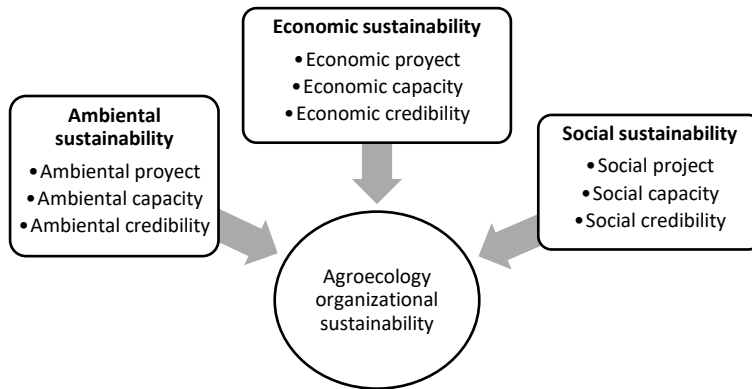 Economic sustainability
• Economic proyect
• Economic capacity
• Economic credibility
Ambiental
sustainability
• Ambiental proyect
• Ambiental capacity
• Ambiental credibility
Social sustainability
• Social project
• Social capacity
• Social credibility
Agroecology
organizational
sustainability